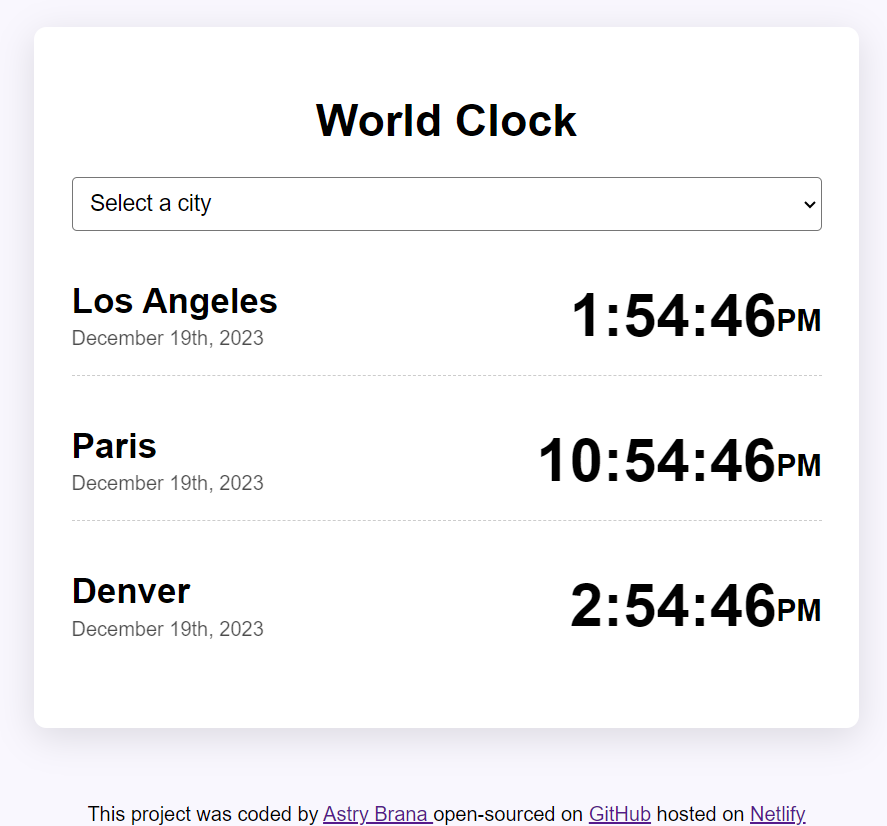 World Clock
Select a city
Los Angeles
1:54:46PM
December 19th, 2023
Paris
10:54:46PM
December 19th, 2023
Denver
2:54:46PM
December 19th, 2023
This project was coded by Astry Brana open-sourced on GitHub hosted on Netlify